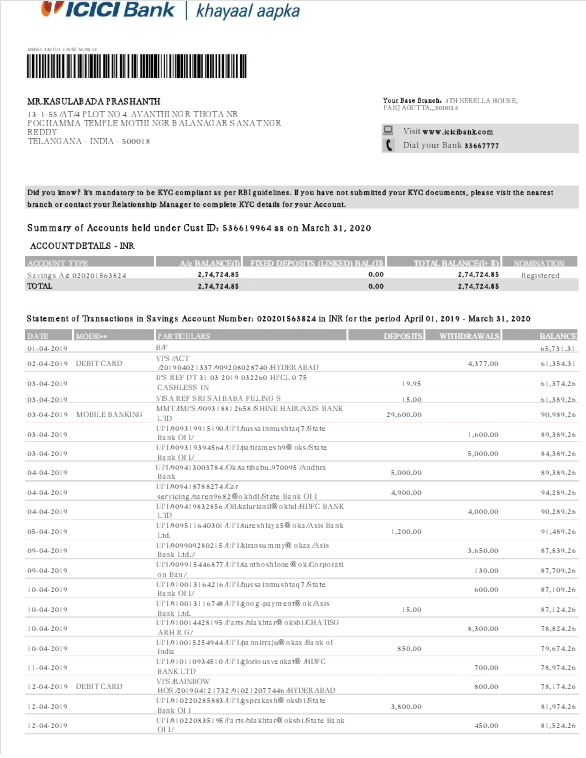 ICICI Bank | khayaal aapka
MR.KASULABADA PRASHANTH
13-1-55/AT/4 PLOT NO 4 AVANTHI NGR THOTA NR
POCHAMMA TEMPLE MOTHI NGR BALANAGAR SANATNGR
REDDY
TELANGANA - INDIA - 500018
Your Base Branch: 4TH NERELLA HOUSE,
PANJAGUTTA,,500034
Visit www.icicibank.com
Dial your Bank 33667777
Did you know? It's mandatory to be KYC compliant as per RBI guidelines. If you have not submitted your KYC documents, please visit the nearest
branch or contact your Relationship Manager to complete KYC details for your Account.
Summary of Accounts held under Cust ID: 536619964 as on March 31, 2020
ACCOUNT DETAILS - INR
ACCOUNT TYPE A/c BALANCE(I) FIXED DEPOSITS (LINKED) BAL.(II) TOTAL BALANCE(I+II) NOMINATION
Savings A/c 020201563824 2,74,724.85 0.00 2,74,724.85 Registered
TOTAL 2,74,724.85 0.00 2,74,724.85
Statement of Transactions in Savings Account Number: 020201563824 in INR for the period April 01, 2019 - March 31, 2020
DATE MODE** PARTICULARS DEPOSITS WITHDRAWALS BALANCE
01-04-2019 B/F 65,731.31
02-04-2019 DEBIT CARD VPS/ACT
/201904021337/909208028740/HYDERABAD 4,377.00 61,354.31
03-04-2019 IPS REF DT 31 03 2019 032260 HPCL 0 75
CASHLESS IN 19.95 61,374.26
03-04-2019 VISA REF SRI SAI BABA FILLING S 15.00 61,389.26
03-04-2019 MOBILE BANKING MMT/IMPS/909318812658/SHINE HAIR/AXIS BANK
LTD 29,600.00 90,989.26
03-04-2019 UPI/909319915190/UPI/hussainmushtaq7/State
Bank Of I/ 1,600.00 89,389.26
03-04-2019 UPI/909319394564/UPI/patiramesh9@oks/State
Bank Of I/ 5,000.00 84,389.26
04-04-2019 UPI/909413003784/Ok/satibabu.970095/Andhra
Bank 5,000.00 89,389.26
04-04-2019 UPI/909418788274/Car
servicing/naren9682@okhdf/State Bank Of I 4,900.00 94,289.26
04-04-2019 UPI/909419832856/Oil/kalurianil@okhd/HDFC BANK
LTD 4,000.00 90,289.26
05-04-2019 UPI/909511640301/UPI/sureshlaya5@oka/Axis Bank
Ltd. 1,200.00 91,489.26
09-04-2019 UPI/909909280215/UPI/kiransummy@okax/Axis
Bank Ltd./ 3,650.00 87,839.26
09-04-2019 UPI/909915446877/UPI/santhoshlone@ok/Corporati
on Ban/ 130.00 87,709.26
10-04-2019 UPI/910013164216/UPI/hussainmushtaq7/State
Bank Of I/ 600.00 87,109.26
10-04-2019 UPI/910013116748/UPI/goog-payment@ok/Axis
Bank Ltd. 15.00 87,124.26
10-04-2019 UPI/910014428195/Parts/blakhtar@oksbi/CHATISG
ARH R G/ 8,300.00 78,824.26
10-04-2019 UPI/910015254944/UPI/pannirraju@okax/Bank of
India 850.00 79,674.26
11-04-2019 UPI/910110934510/UPI/gloriousvenkat@/HDFC
BANK LTD 700.00 78,974.26
12-04-2019 DEBIT CARD VPS/RAINBOW
HOS/201904121732/910212077446/HYDERABAD 800.00 78,174.26
12-04-2019 UPI/910220285883/UPI/gsprakash@oksbi/State
Bank Of I 3,800.00 81,974.26
12-04-2019 UPI/910220835195/Parts/blakhtar@oksbi/State Bank
Of I/ 450.00 81,524.26